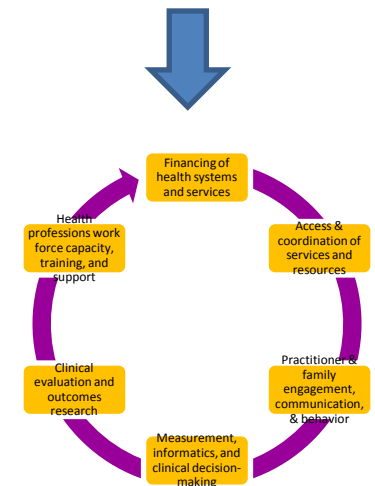 Financing of
health systems
and services
Access &
coordination of
services and
resources
Practitioner &
family
engagement,
communication,
& behavior
Measurement,
informatics, and
clinical decision-
making
Clinical
evaluation and
outcomes
research
Health
professions work
force capacity,
training, and
support